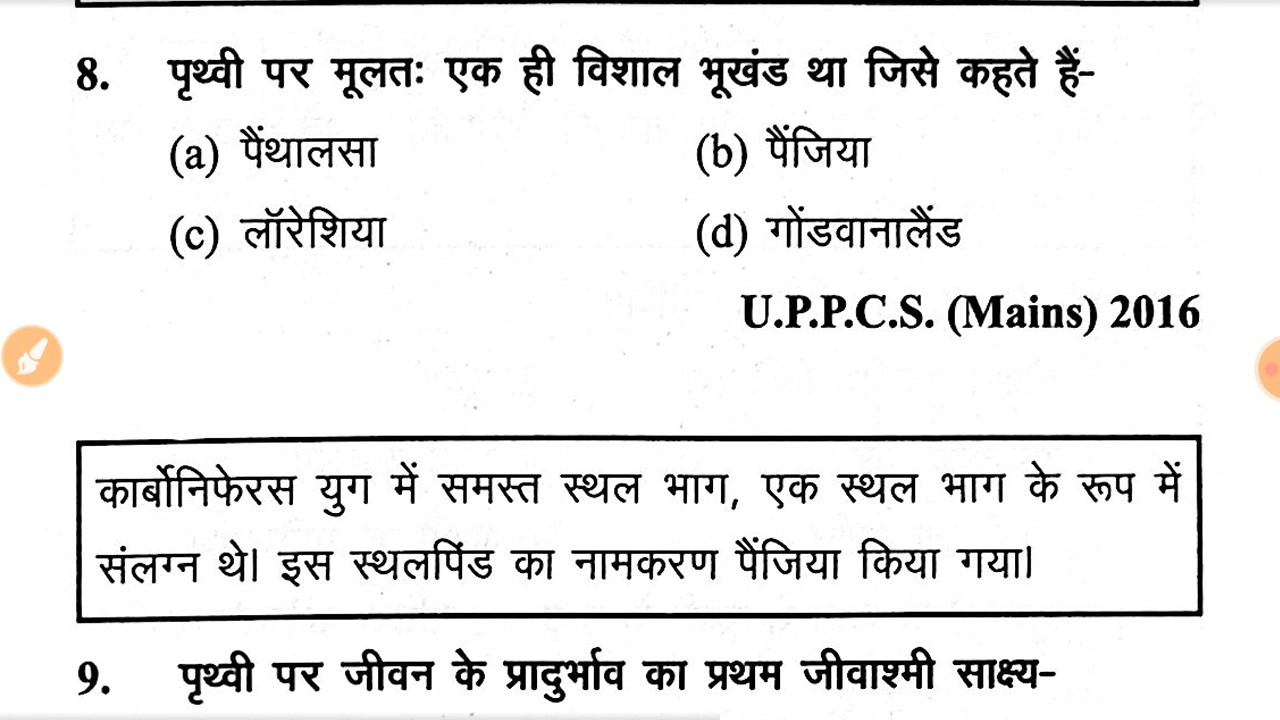 8. पृथ्वी पर मूलतः एक ही विशाल भूखंड था जिसे कहते हैं-
(a) पैंथालसा (b) पैंजिया
(c) लॉरेशिया (d) गोंडवानालैंड
U.P.P.C.S. (Mains) 2016
कार्बोनिफेरस युग में समस्त स्थल भाग, एक स्थल भाग के रूप में
संलग्न थे। इस स्थलपिंड का नामकरण पैंजिया किया गया।
9. पृथ्वी पर जीवन के प्रादुर्भाव का प्रथम जीवाश्मी साक्ष्य-